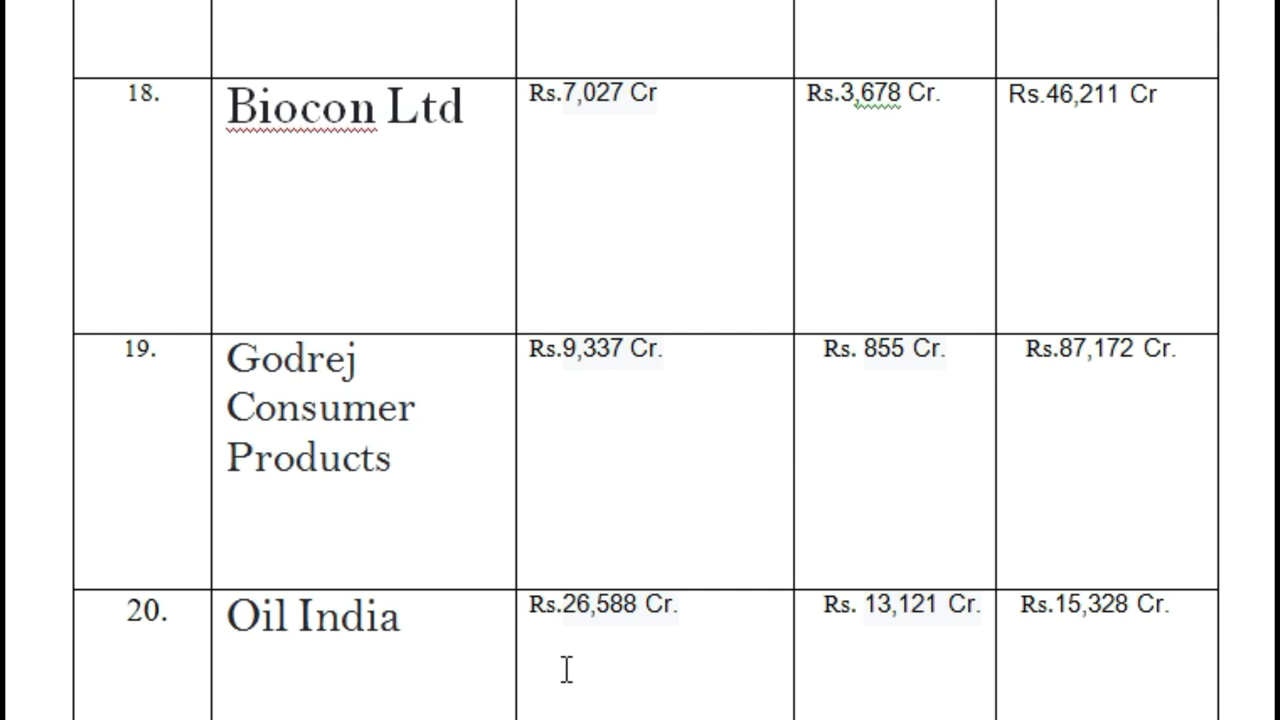 18. Biocon Ltd Rs.7,027 Cr Rs.3,678 Cr. Rs.46,211 Cr
19. Godrej Rs.9,337 Cr. Rs. 855 Cr. Rs.87,172 Cr.
Consumer
Products
20. Oil India Rs.26,588 Cr. Rs. 13,121 Cr. Rs.15,328 Cr.